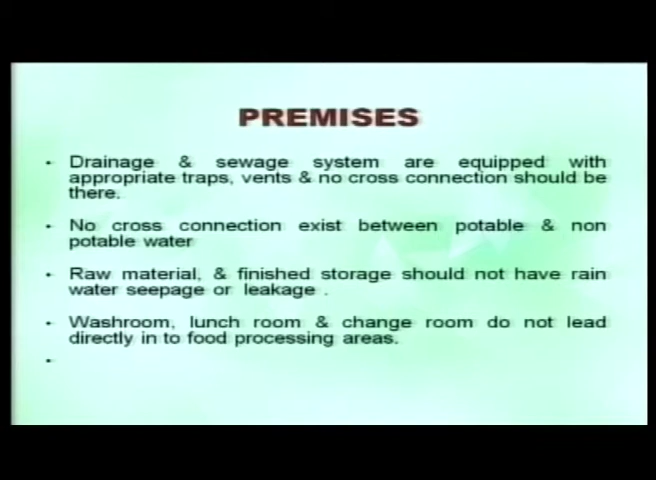 PREMISES
• Drainage & sewage system are equipped with
appropriate traps, vents & no cross connection should be
there.
• No cross connection exist between potable & non
potable water
• Raw material, & finished storage should not have rain
water seepage or leakage .
• Washroom, lunch room & change room do not lead
directly in to food processing areas.
•